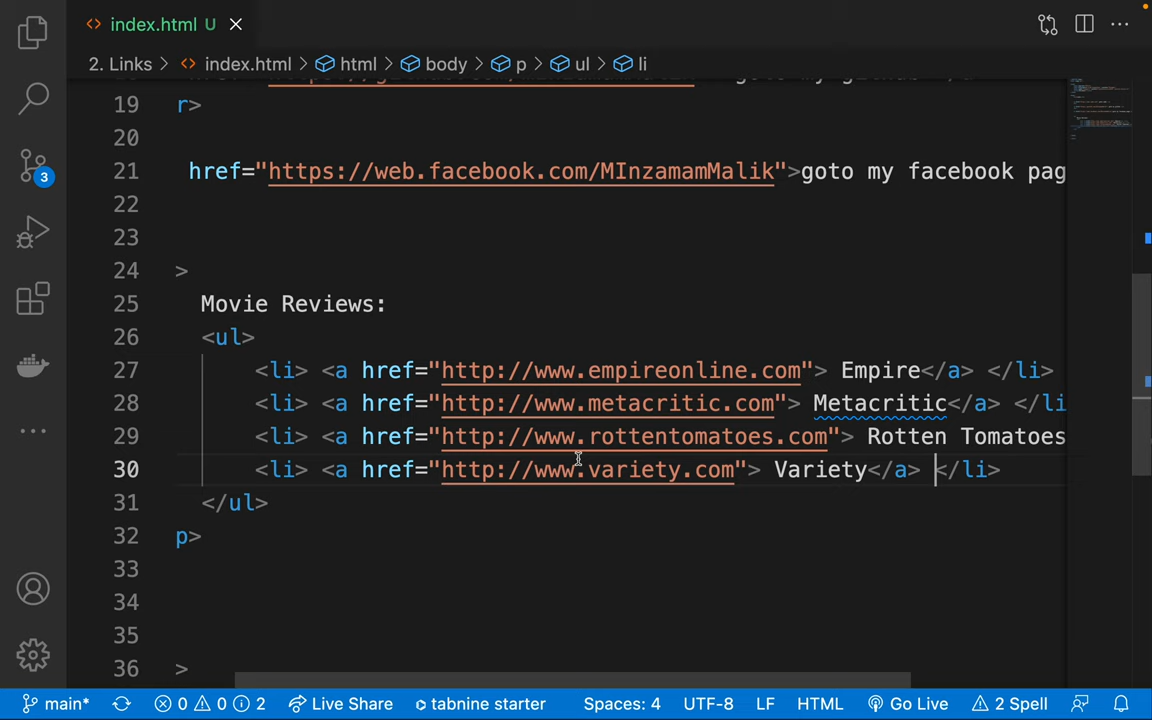 <> index.html U ×
2. Links > <> index.html > html > body > p > ul > li
19 r>
20
21 href="https://web.facebook.com/MInzamamMalik">goto my facebook pag
22
23
24 >
25 Movie Reviews:
26 <ul>
27 <li> <a href="http://www.empireonline.com"> Empire</a> </li>
28 <li> <a href="http://www.metacritic.com"> Metacritic</a> </li
29 <li> <a href="http://www.rottentomatoes.com"> Rotten Tomatoes
30 <li> <a href="http://www.variety.com"> Variety</a> </li>
31 </ul>
32 p>
33
34
35
36 >
3
main* 0 0 2 Live Share tabnine starter Spaces: 4 UTF-8 LF HTML Go Live 2 Spell